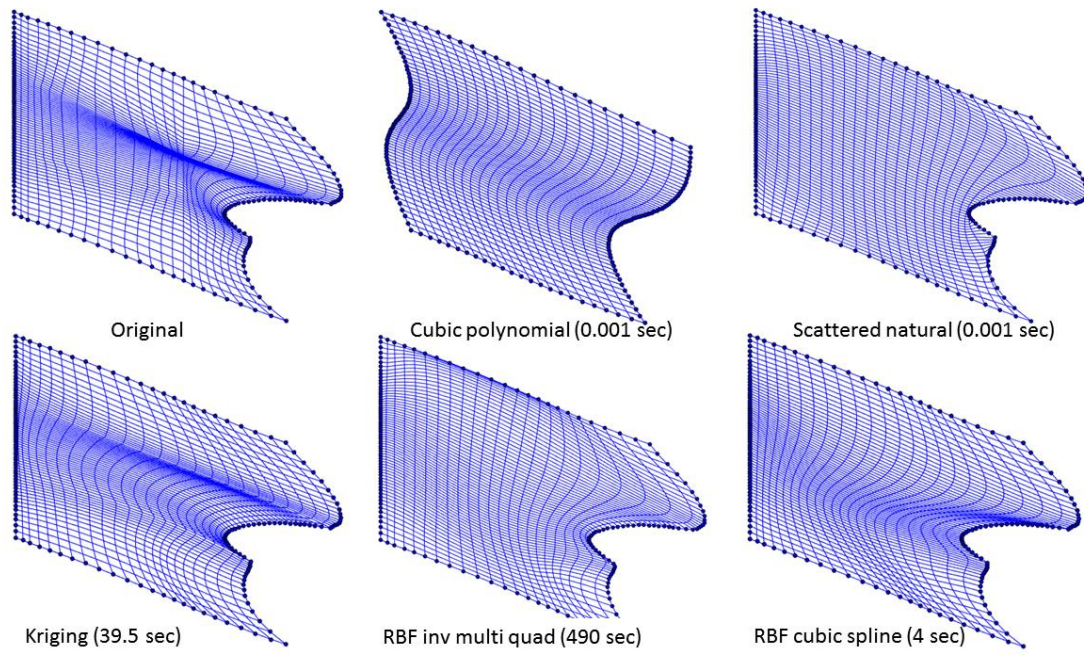 Original
Cubic polynomial (0.001 sec)
Scattered natural (0.001 sec)
Kriging (39.5 sec)
RBF inv multi quad (490 sec)
RBF cubic spline (4 sec)